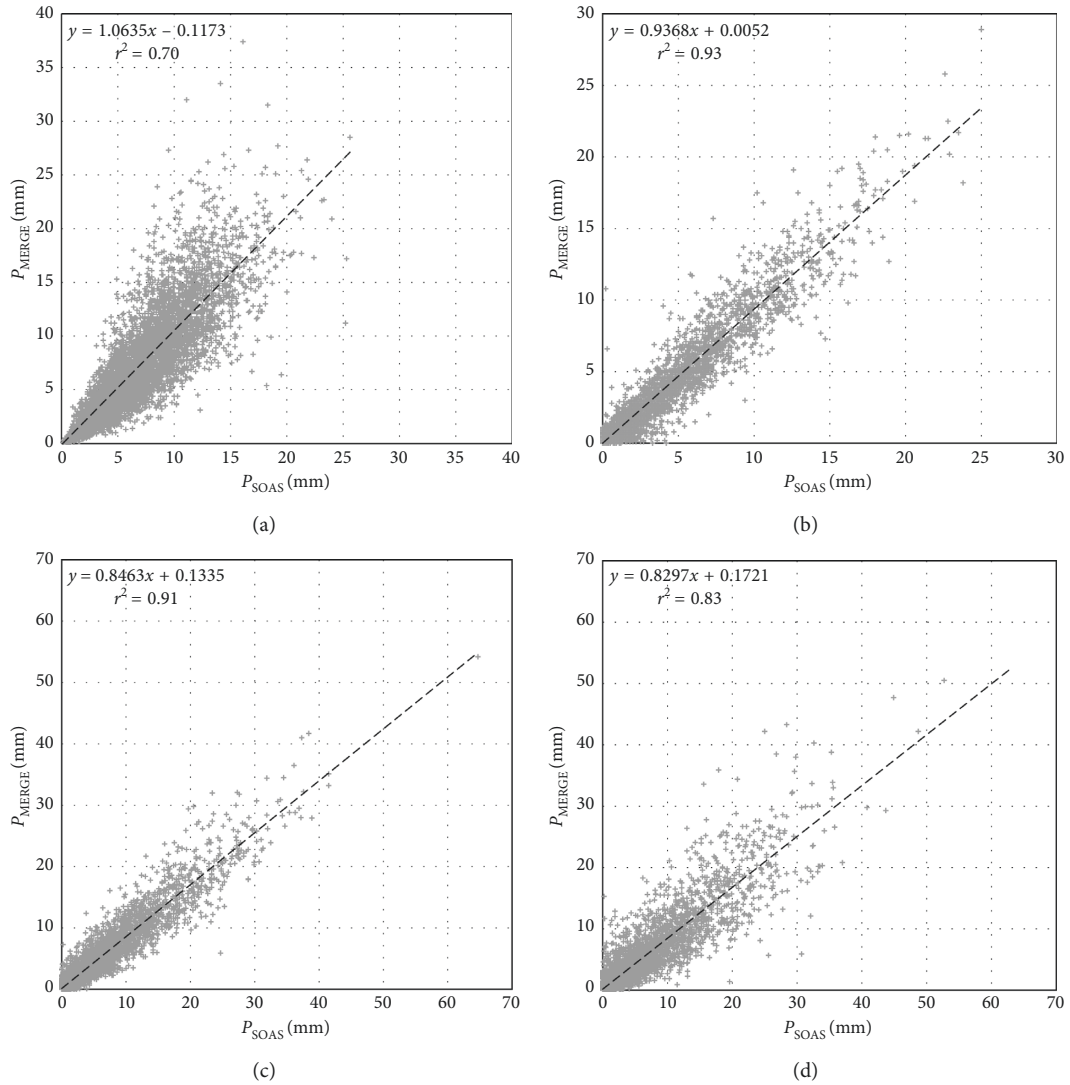 40
35
30
25
20
15
10
5
0
P_MERGE (mm)
y = 1.0635x – 0.1173
r² = 0.70
0 5 10 15 20 25 30 35 40
P_SOAS (mm)
(a)
30
25
20
15
10
5
0
P_MERGE (mm)
y = 0.9368x + 0.0052
r² = 0.93
0 5 10 15 20 25 30
P_SOAS (mm)
(b)
70
60
50
40
30
20
10
0
P_MERGE (mm)
y = 0.8463x + 0.1335
r² = 0.91
0 10 20 30 40 50 60 70
P_SOAS (mm)
(c)
70
60
50
40
30
20
10
0
P_MERGE (mm)
y = 0.8297x + 0.1721
r² = 0.83
0 10 20 30 40 50 60 70
P_SOAS (mm)
(d)